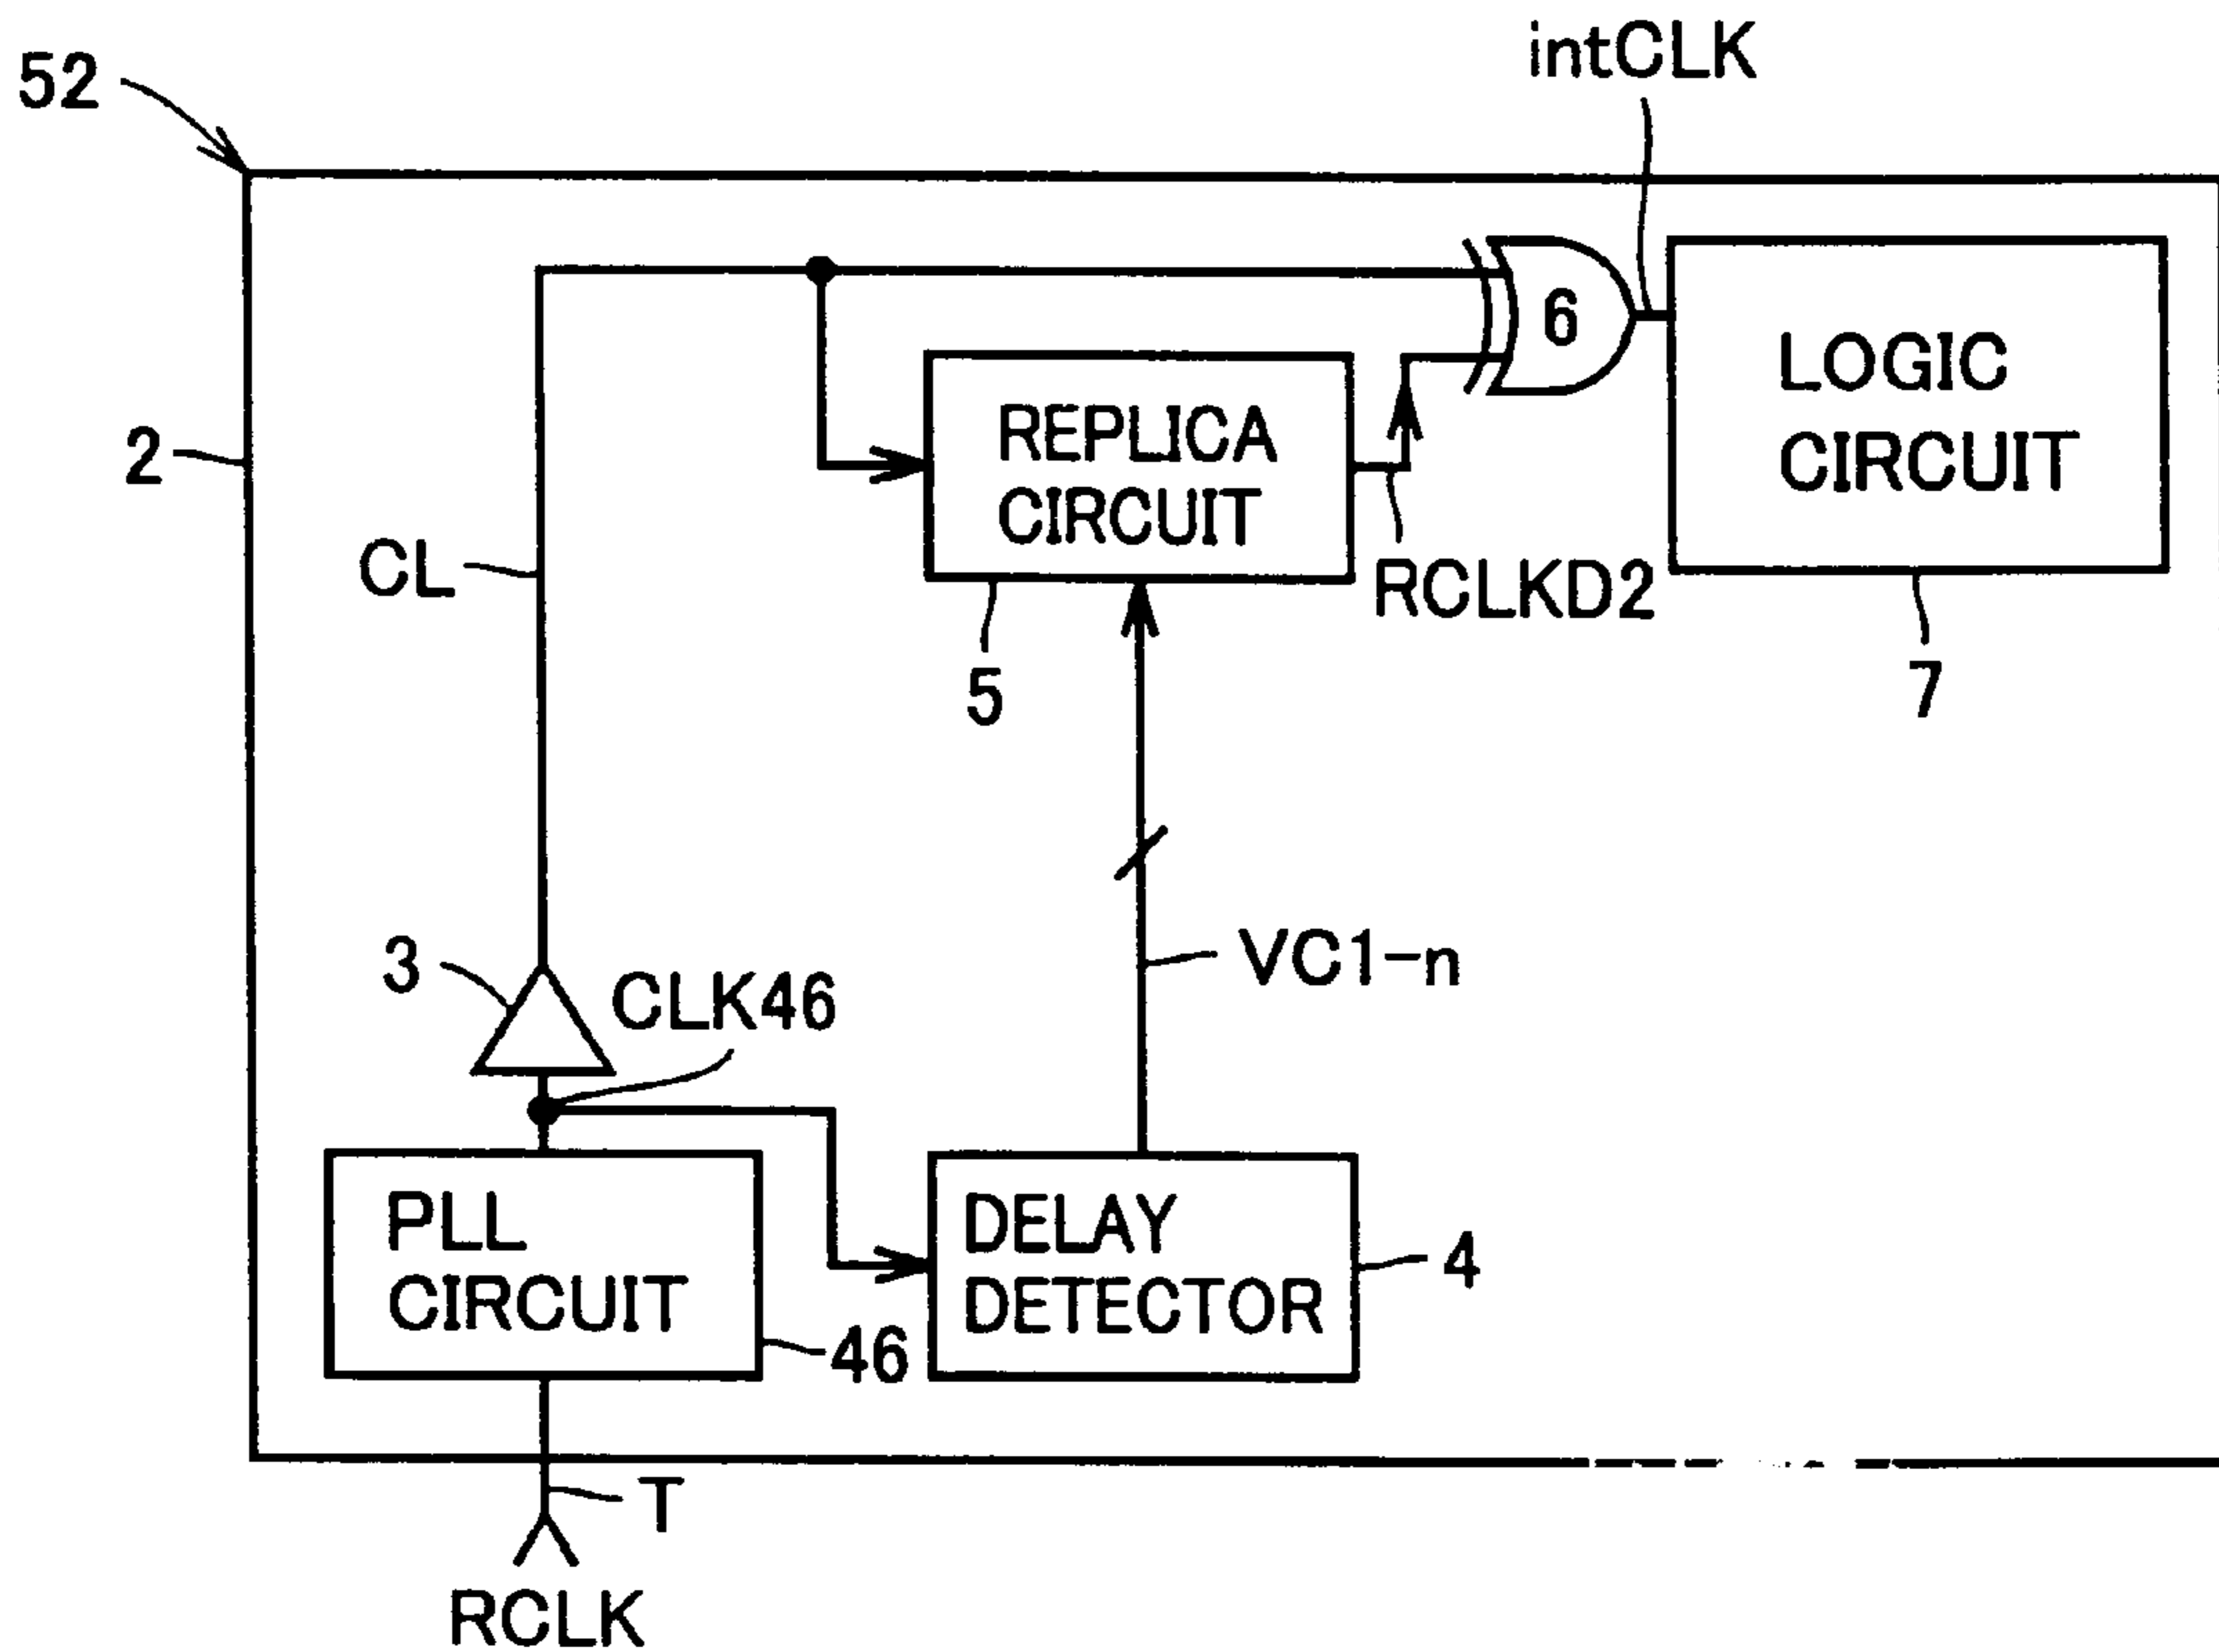 intCLK
52
6
LOGIC
CIRCUIT
2
REPLICA
CIRCUIT
CL
RCLKD2
5
7
3
CLK46
VC1-n
PLL
CIRCUIT
46
DELAY
DETECTOR
4
T
RCLK